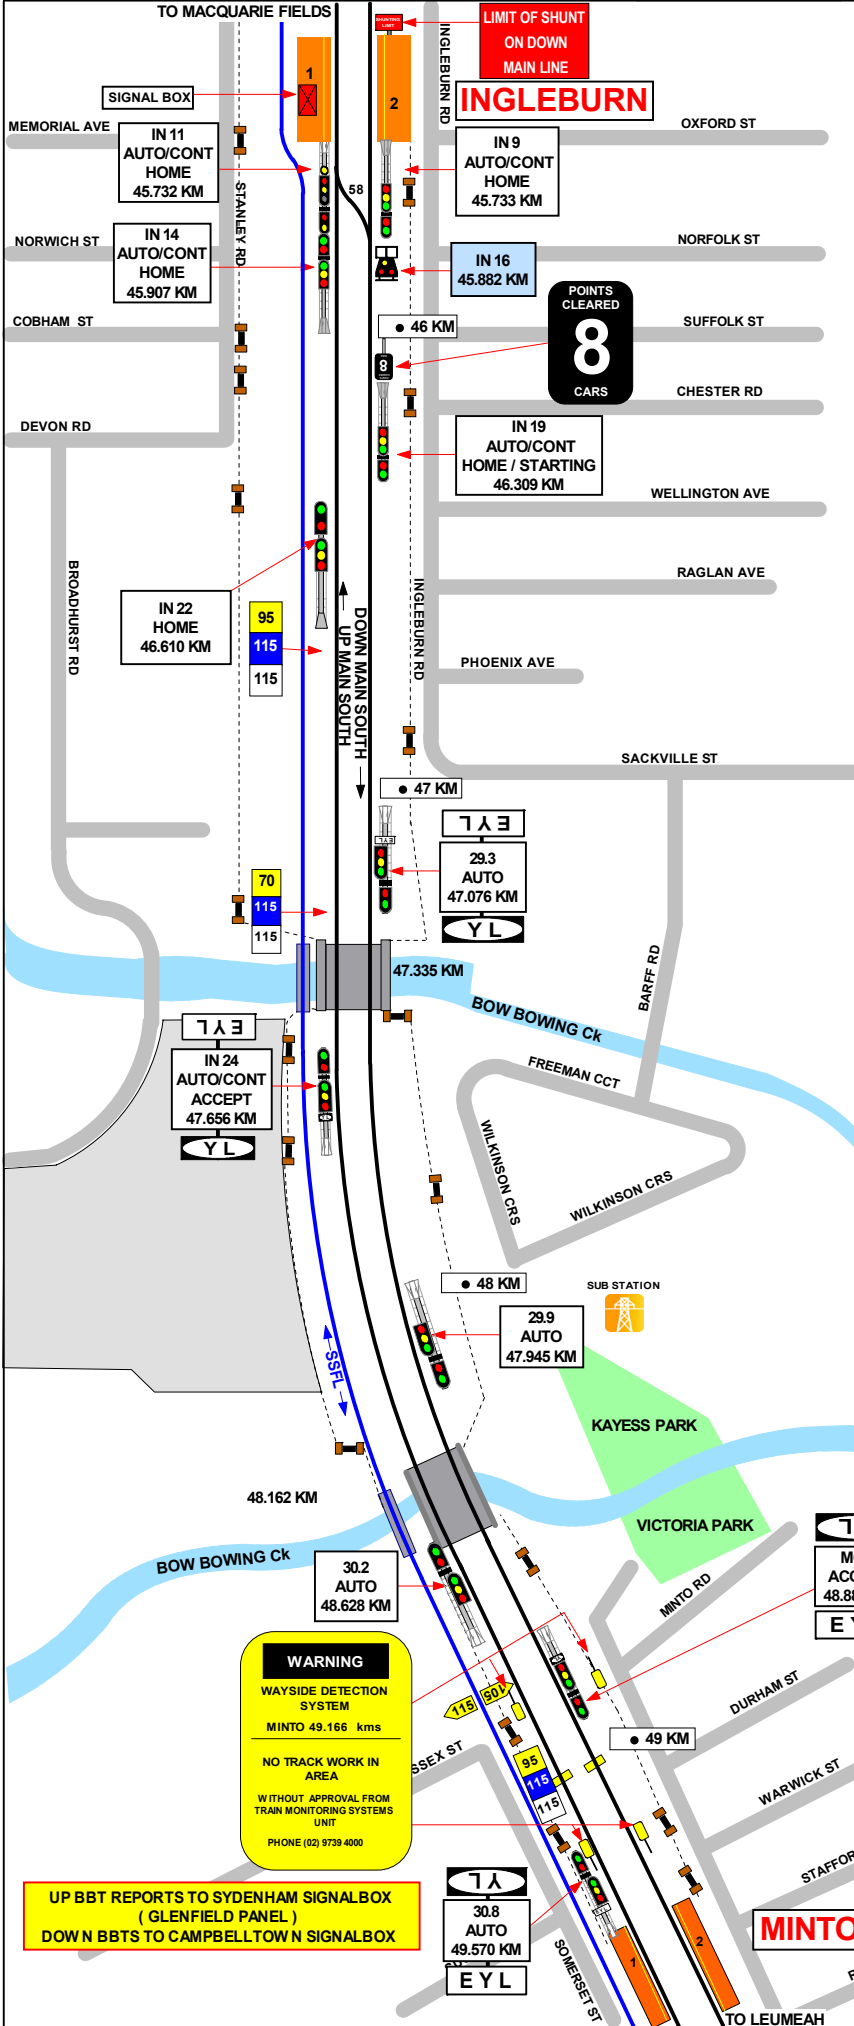 TO MACQUARIE FIELDS
SHUNTING
LIMIT
LIMIT OF SHUNT
ON DOWN
MAIN LINE
INGLEBURN
SIGNAL BOX
1
2
INGLEBURN RD
MEMORIAL AVE
OXFORD ST
IN 11
AUTO/CONT
HOME
45.732 KM
IN 9
AUTO/CONT
HOME
45.733 KM
58
STANLEY RD
NORWICH ST
NORFOLK ST
IN 14
AUTO/CONT
HOME
45.907 KM
IN 16
45.882 KM
POINTS
CLEARED
8
CARS
COBHAM ST
46 KM
SUFFOLK ST
8
CHESTER RD
DEVON RD
IN 19
AUTO/CONT
HOME / STARTING
46.309 KM
WELLINGTON AVE
BROADHURST RD
RAGLAN AVE
INGLEBURN RD
IN 22
HOME
46.610 KM
95
115
115
DOWN MAIN SOUTH
UP MAIN SOUTH
PHOENIX AVE
SACKVILLE ST
47 KM
EYL
EYL
29.3
AUTO
47.076 KM
YL
70
115
115
47.335 KM
BARFF RD
BOW BOWING Ck
EYL
IN 24
AUTO/CONT
ACCEPT
47.656 KM
YL
FREEMAN CCT
WILKINSON CRS
WILKINSON CRS
48 KM
SUB STATION
29.9
AUTO
47.945 KM
SSFL
KAYESS PARK
48.162 KM
VICTORIA PARK
BOW BOWING Ck
30.2
AUTO
48.628 KM
MINTO RD
M
ACC
48.88
E Y
WARNING
WAYSIDE DETECTION
SYSTEM
MINTO 49.166 kms
NO TRACK WORK IN
AREA
WITHOUT APPROVAL FROM
TRAIN MONITORING SYSTEMS
UNIT
PHONE (02) 9739 4000
115
105
DURHAM ST
49 KM
SSEX ST
95
115
115
WARWICK ST
STAFFOR
UP BBT REPORTS TO SYDENHAM SIGNALBOX
( GLENFIELD PANEL )
DOWN BBTS TO CAMPBELLTOWN SIGNALBOX
YL
30.8
AUTO
49.570 KM
EYL
SOMERSET ST
1
2
MINTO
TO LEUMEAH